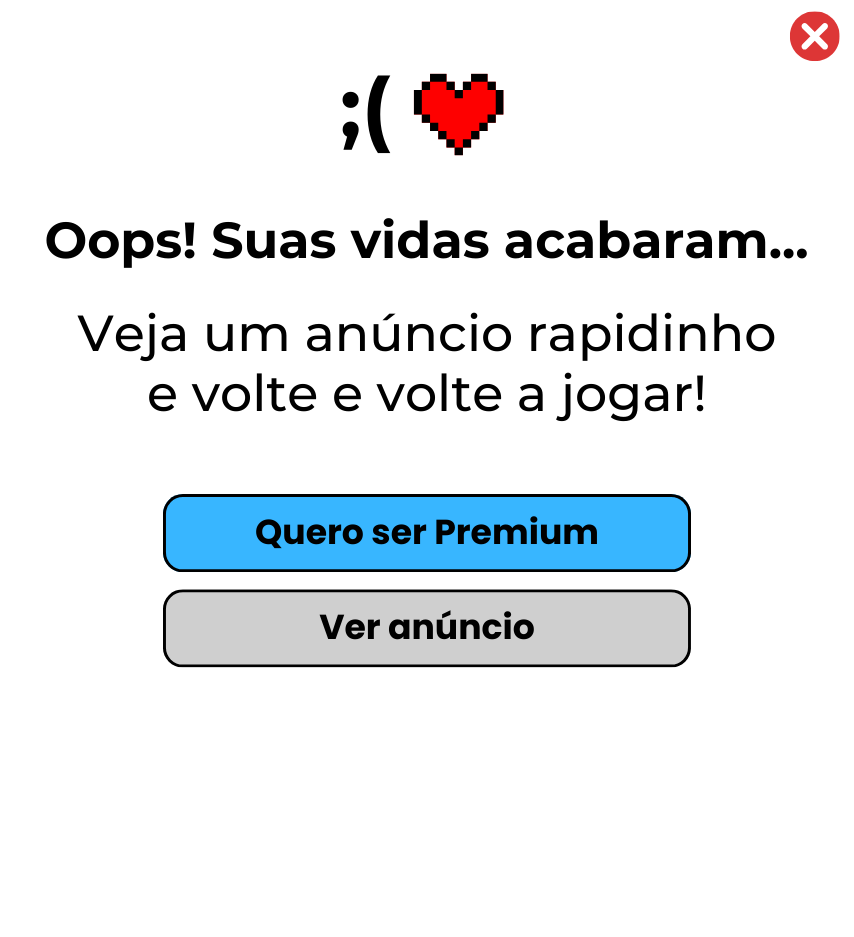 ;(
Oops! Suas vidas acabaram...
Veja um anúncio rapidinho
e volte e volte a jogar!
Quero ser Premium
Ver anúncio